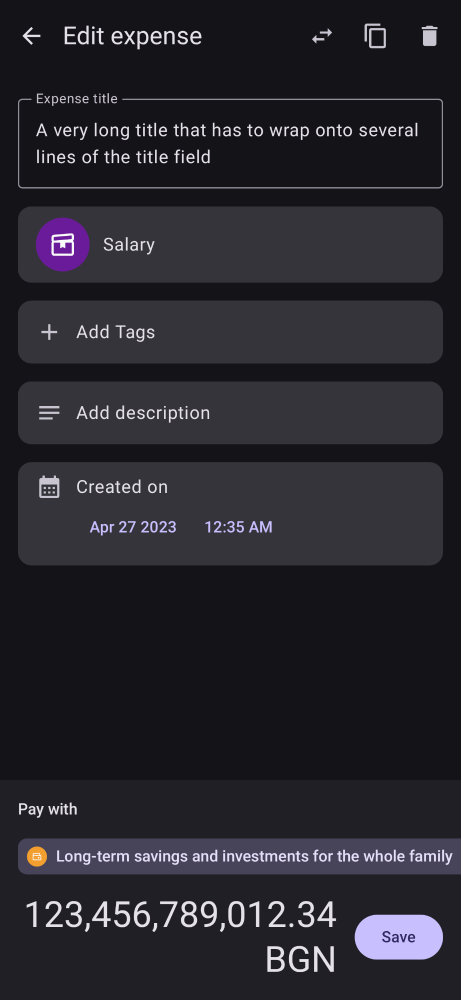 Edit expense
Expense title
A very long title that has to wrap onto several
lines of the title field
Salary
Add Tags
Add description
Created on
Apr 27 2023 12:35 AM
Pay with
Long-term savings and investments for the whole family
123,456,789,012.34
BGN
Save